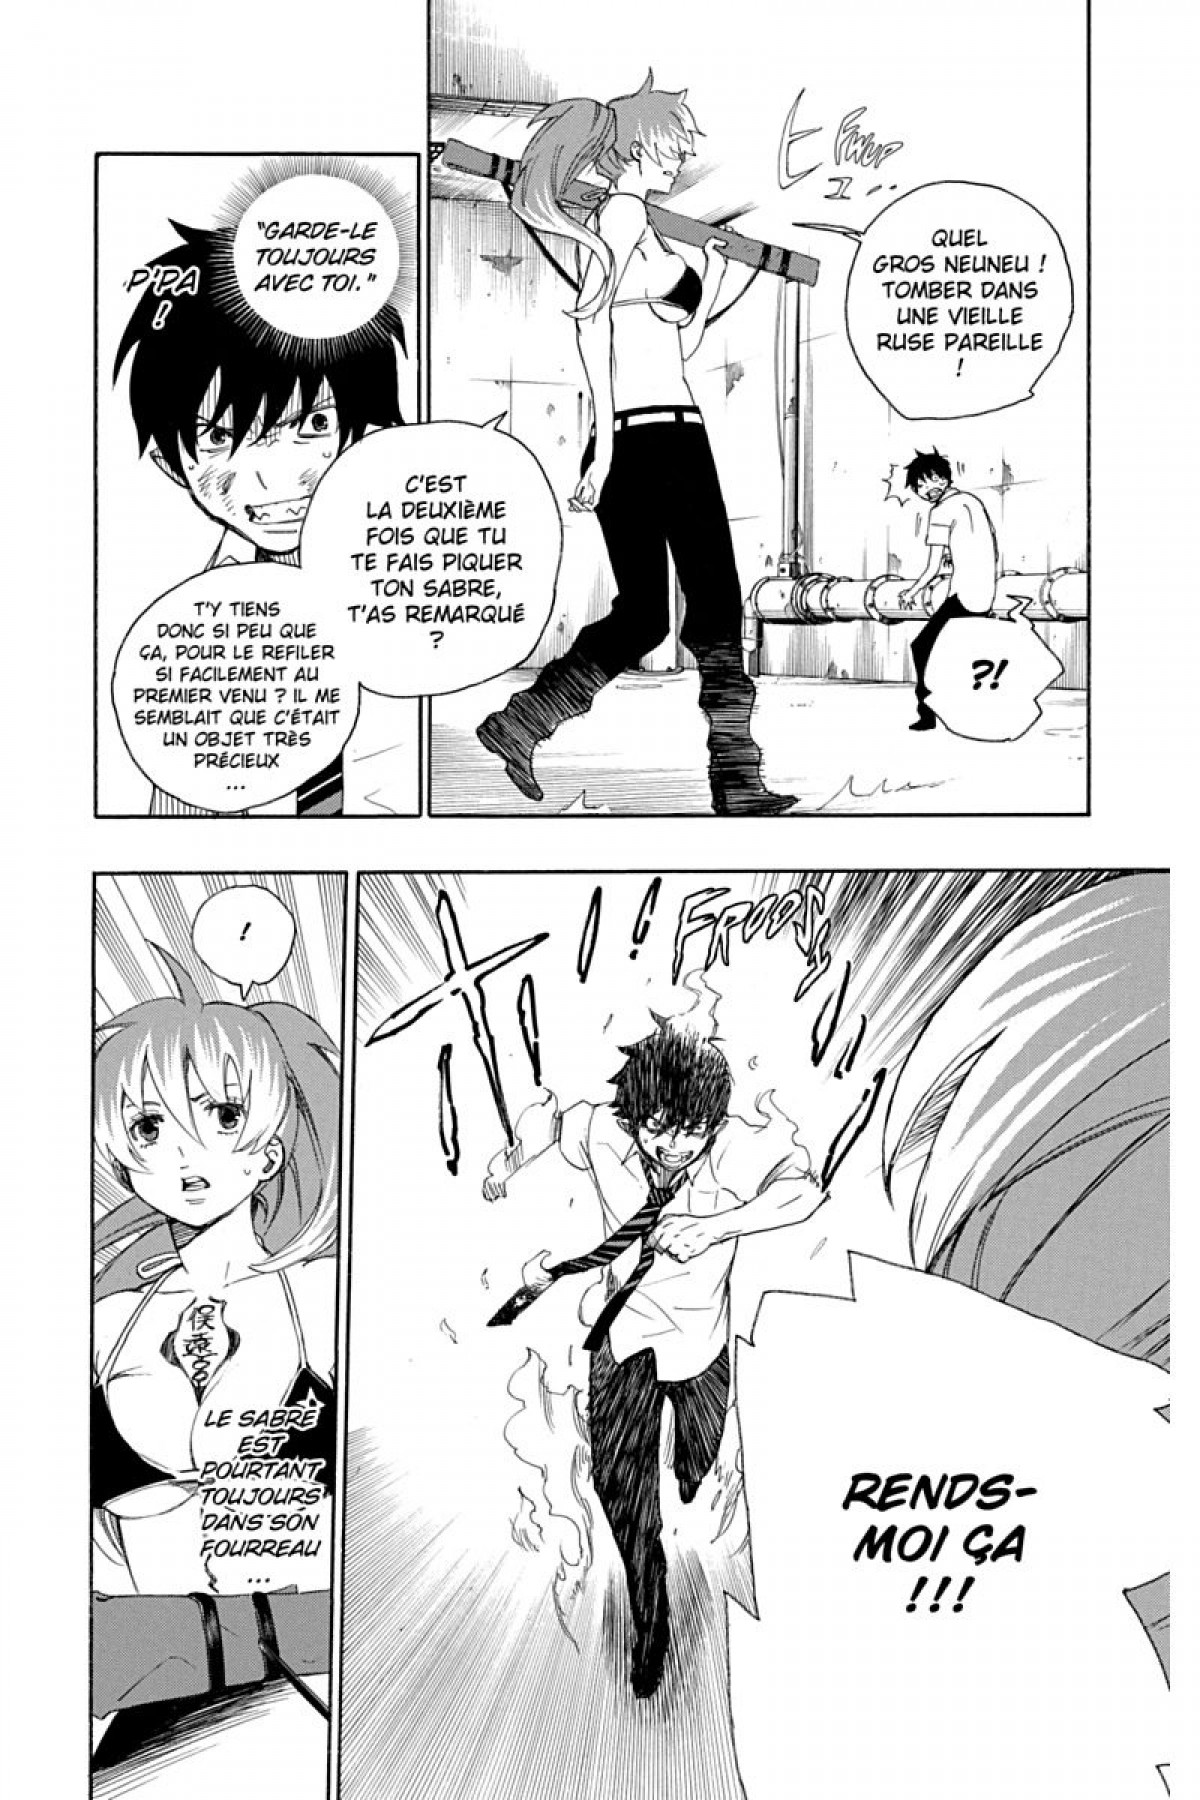 ヒュ
FWUP
QUEL
GROS NEUNEU !
TOMBER DANS
UNE VIEILLE
RUSE PAREILLE
!
?!
C'EST
LA DEUXIÈME
FOIS QUE TU
TE FAIS PIQUER
TON SABRE,
T'AS REMARQUÉ
?
"GARDE-LE
TOUJOURS
AVEC TOI."
P'PA
!
T'Y TIENS
DONC SI PEU QUE
ÇA, POUR LE REFILER
SI FACILEMENT AU
PREMIER VENU ? IL ME
SEMBLAIT QUE C'ÉTAIT
UN OBJET TRÈS
PRÉCIEUX
...
FROOSH
RENDS-
MOI ÇA
!!!
!
LE SABRE
EST
POURTANT
TOUJOURS
DANS SON
FOURREAU
...